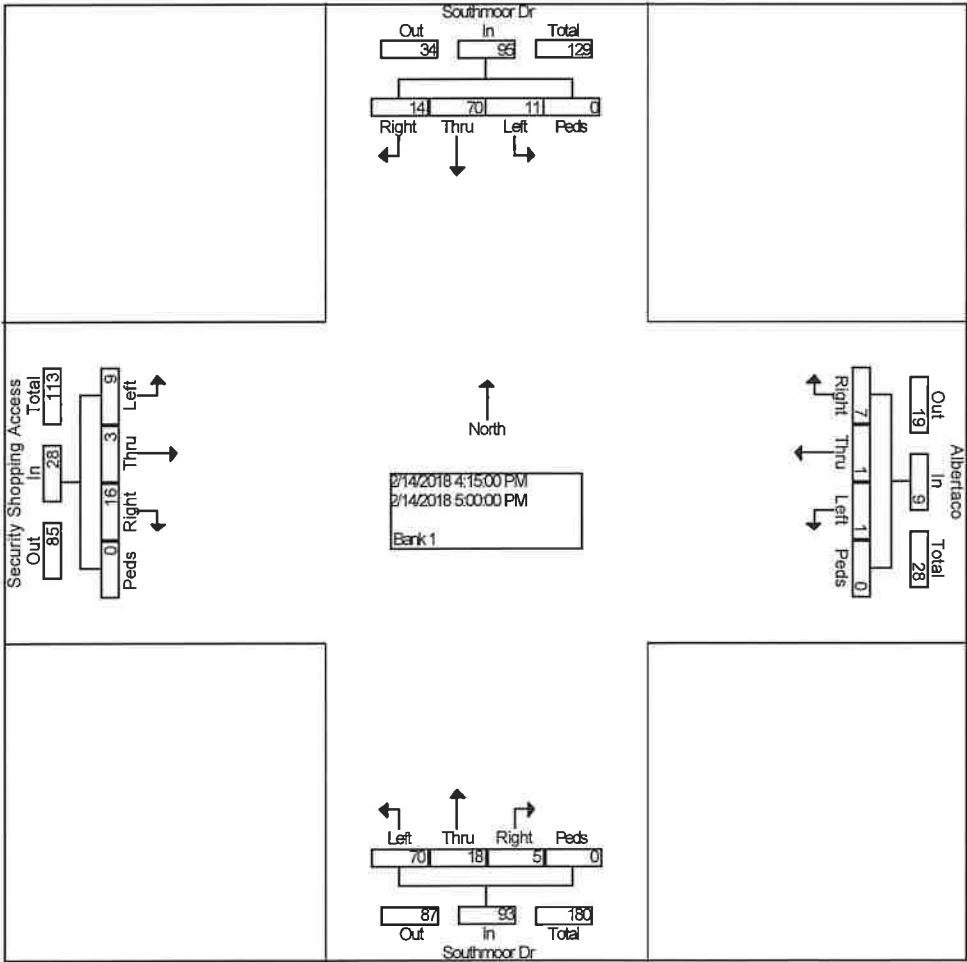 Southmoor Dr
Out In Total
34 95 129
14 70 11 0
Right Thru Left Peds
Security Shopping Access
Total In Out
113 28 85
9 3 16 0
Left Thru Right Peds
North
2/14/2018 4:15:00 PM
2/14/2018 5:00:00 PM
Bank 1
Right Thru Left Peds
7 1 1 0
Out In Total
19 9 28
Albertaco
Left Thru Right Peds
70 18 5 0
87 93 180
Out In Total
Southmoor Dr